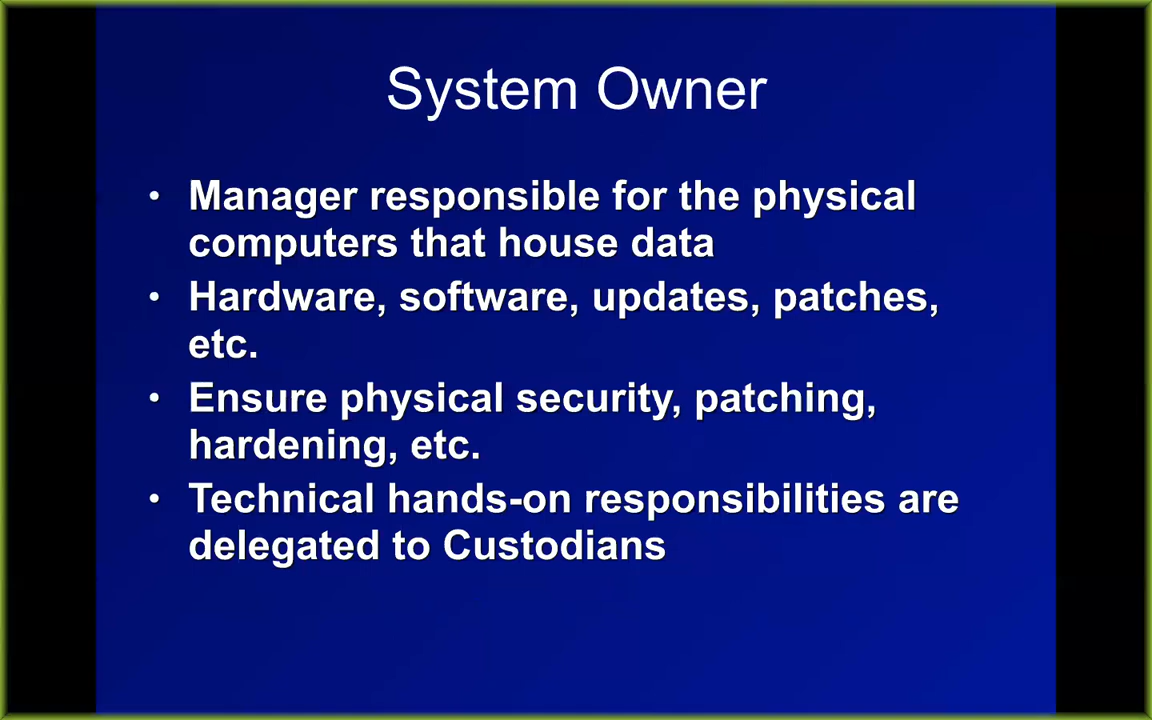 System Owner
• Manager responsible for the physical
computers that house data
• Hardware, software, updates, patches,
etc.
• Ensure physical security, patching,
hardening, etc.
• Technical hands-on responsibilities are
delegated to Custodians